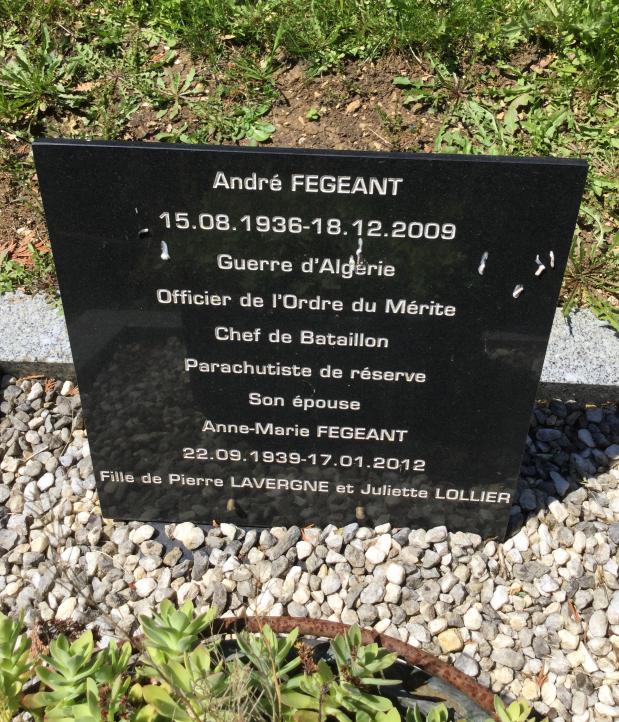 André FEGEANT
15.08.1936-18.12.2009
Guerre d'Algérie
Officier de l'Ordre du Mérite
Chef de Bataillon
Parachutiste de réserve
Son épouse
Anne-Marie FEGEANT
22.09.1939-17.01.2012
Fille de Pierre LAVERGNE et Juliette LOLLIER